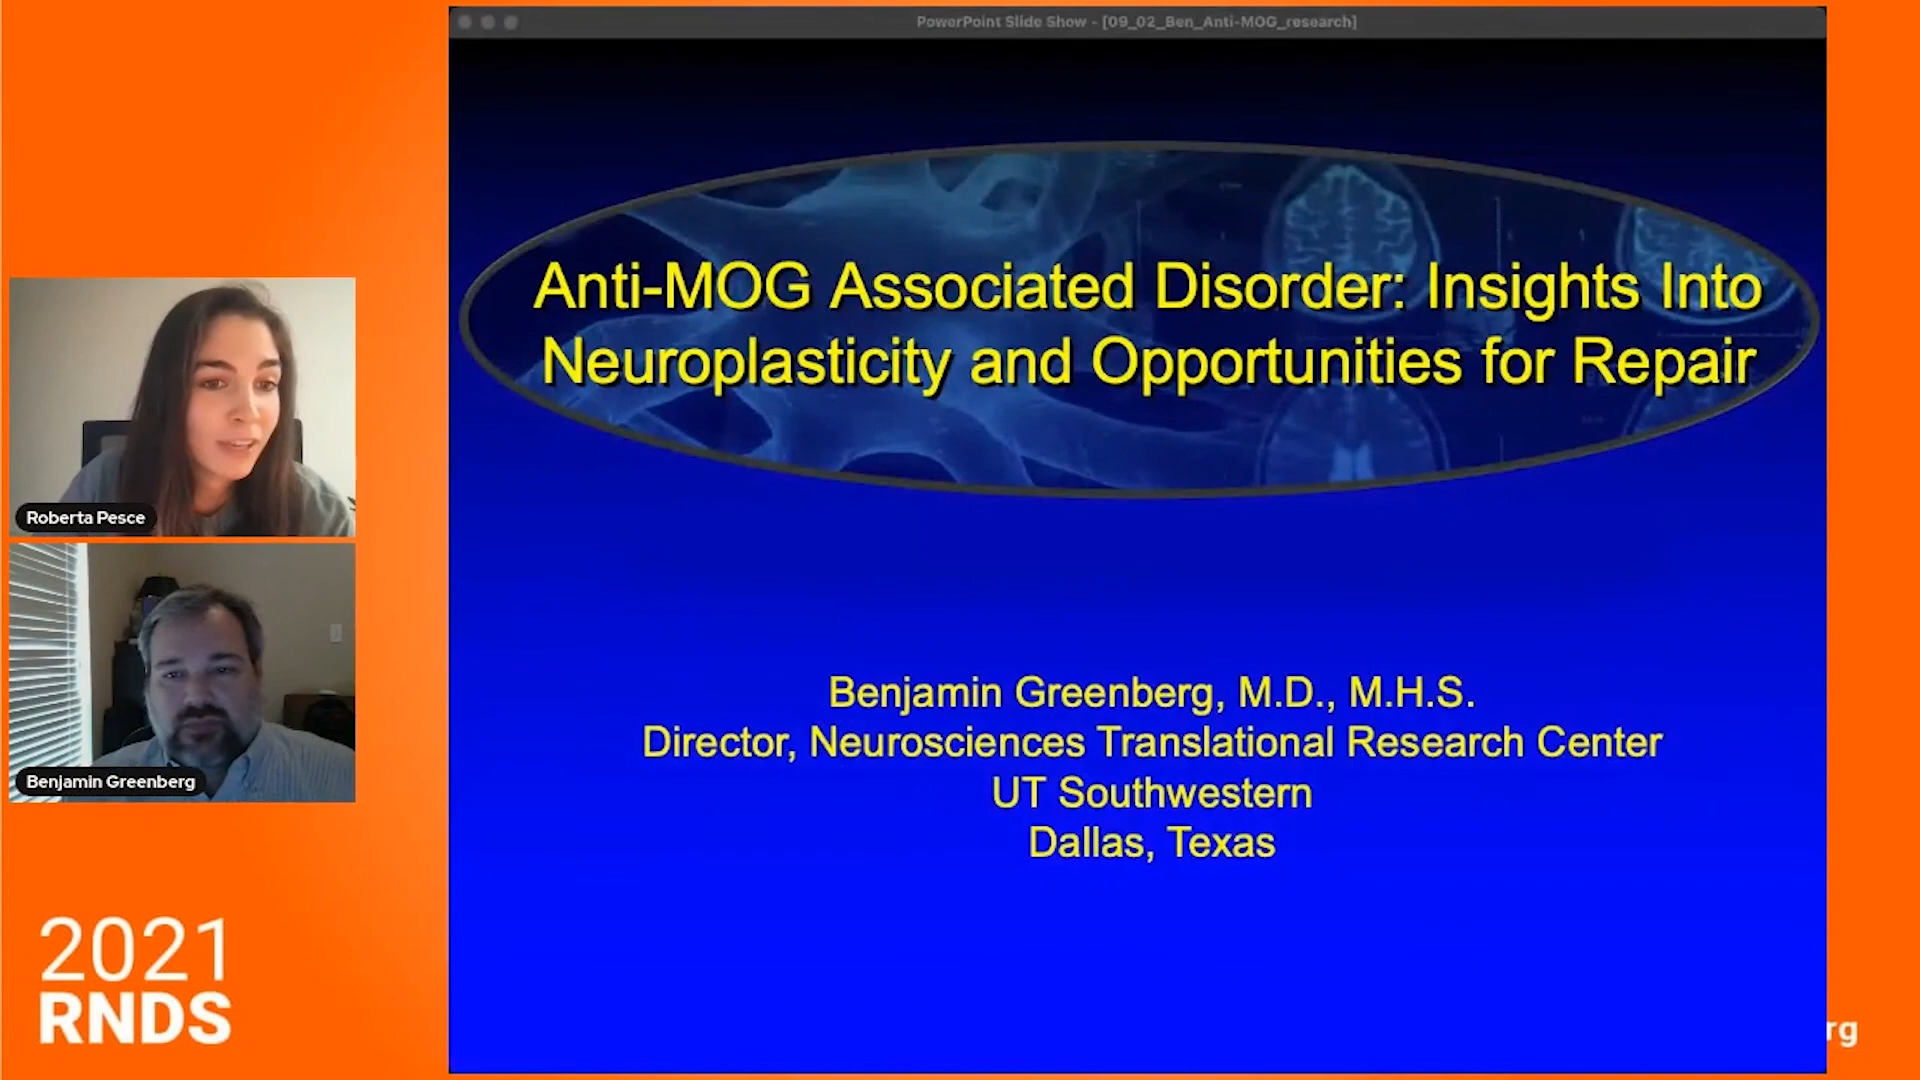 PowerPoint Slide Show - [09_02_Ben_Anti-MOG_research]
Anti-MOG Associated Disorder: Insights Into
Neuroplasticity and Opportunities for Repair
Roberta Pesce
Benjamin Greenberg
Benjamin Greenberg, M.D., M.H.S.
Director, Neurosciences Translational Research Center
UT Southwestern
Dallas, Texas
2021
RNDS
rg